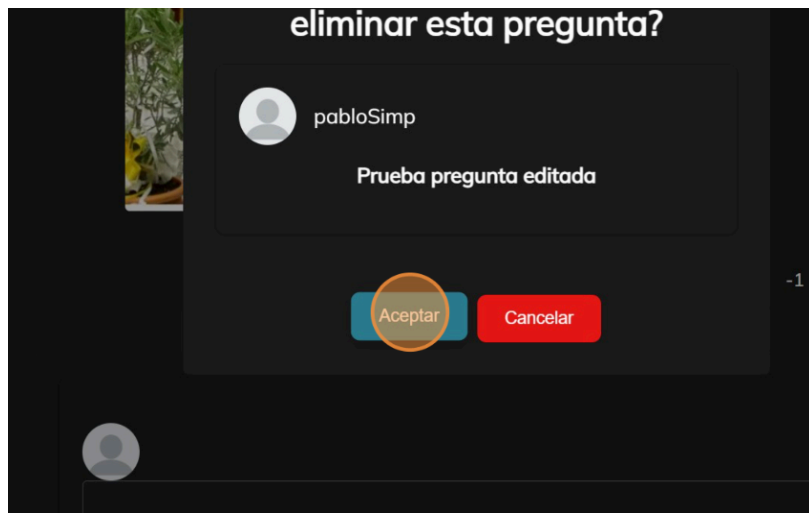 eliminar esta pregunta?
pabloSimp
Prueba pregunta editada
-1
Aceptar
Cancelar